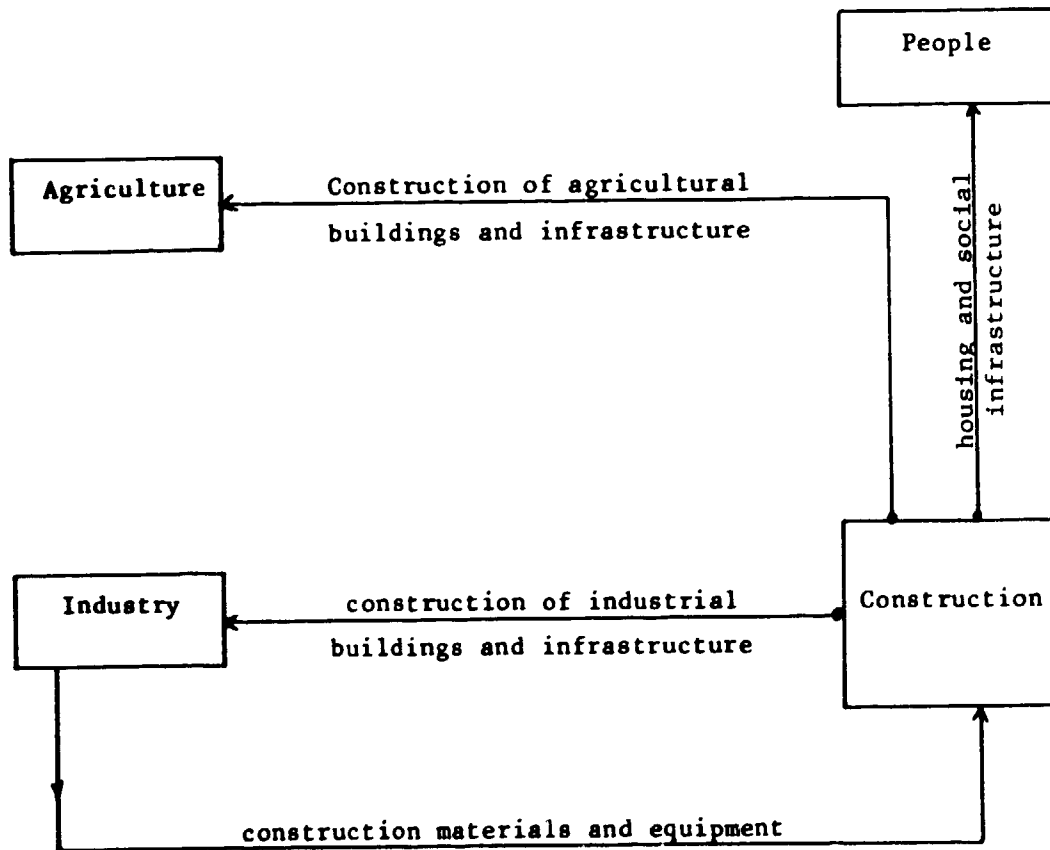 People
Agriculture
Construction of agricultural
buildings and infrastructure
housing and social
infrastructure
Industry
construction of industrial
buildings and infrastructure
Construction
construction materials and equipment